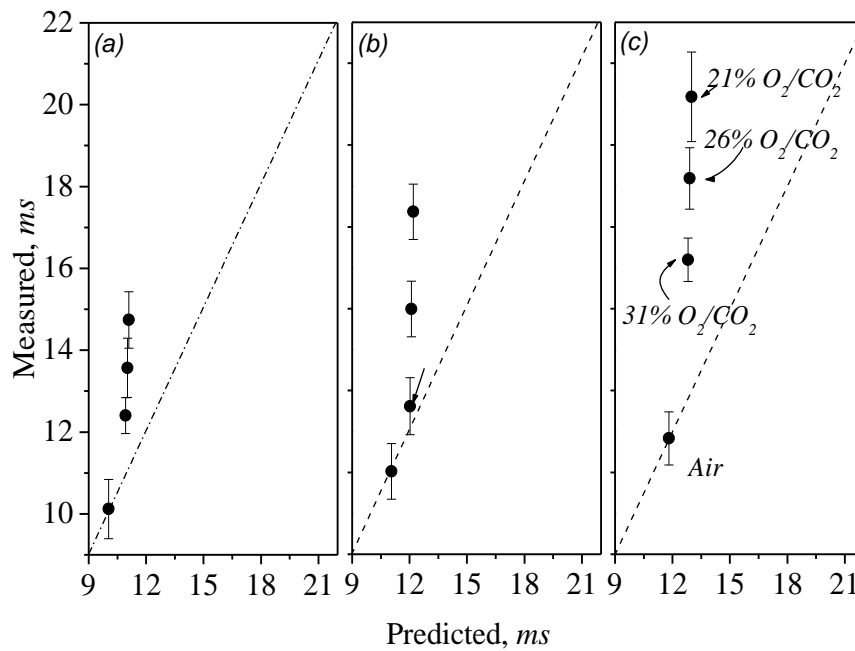 (a)
(b)
(c)
22
20
18
16
14
12
10
Measured, ms
21% O₂/CO₂
26% O₂/CO₂
31% O₂/CO₂
Air
9 12 15 18 21
9 12 15 18 21
9 12 15 18 21
Predicted, ms